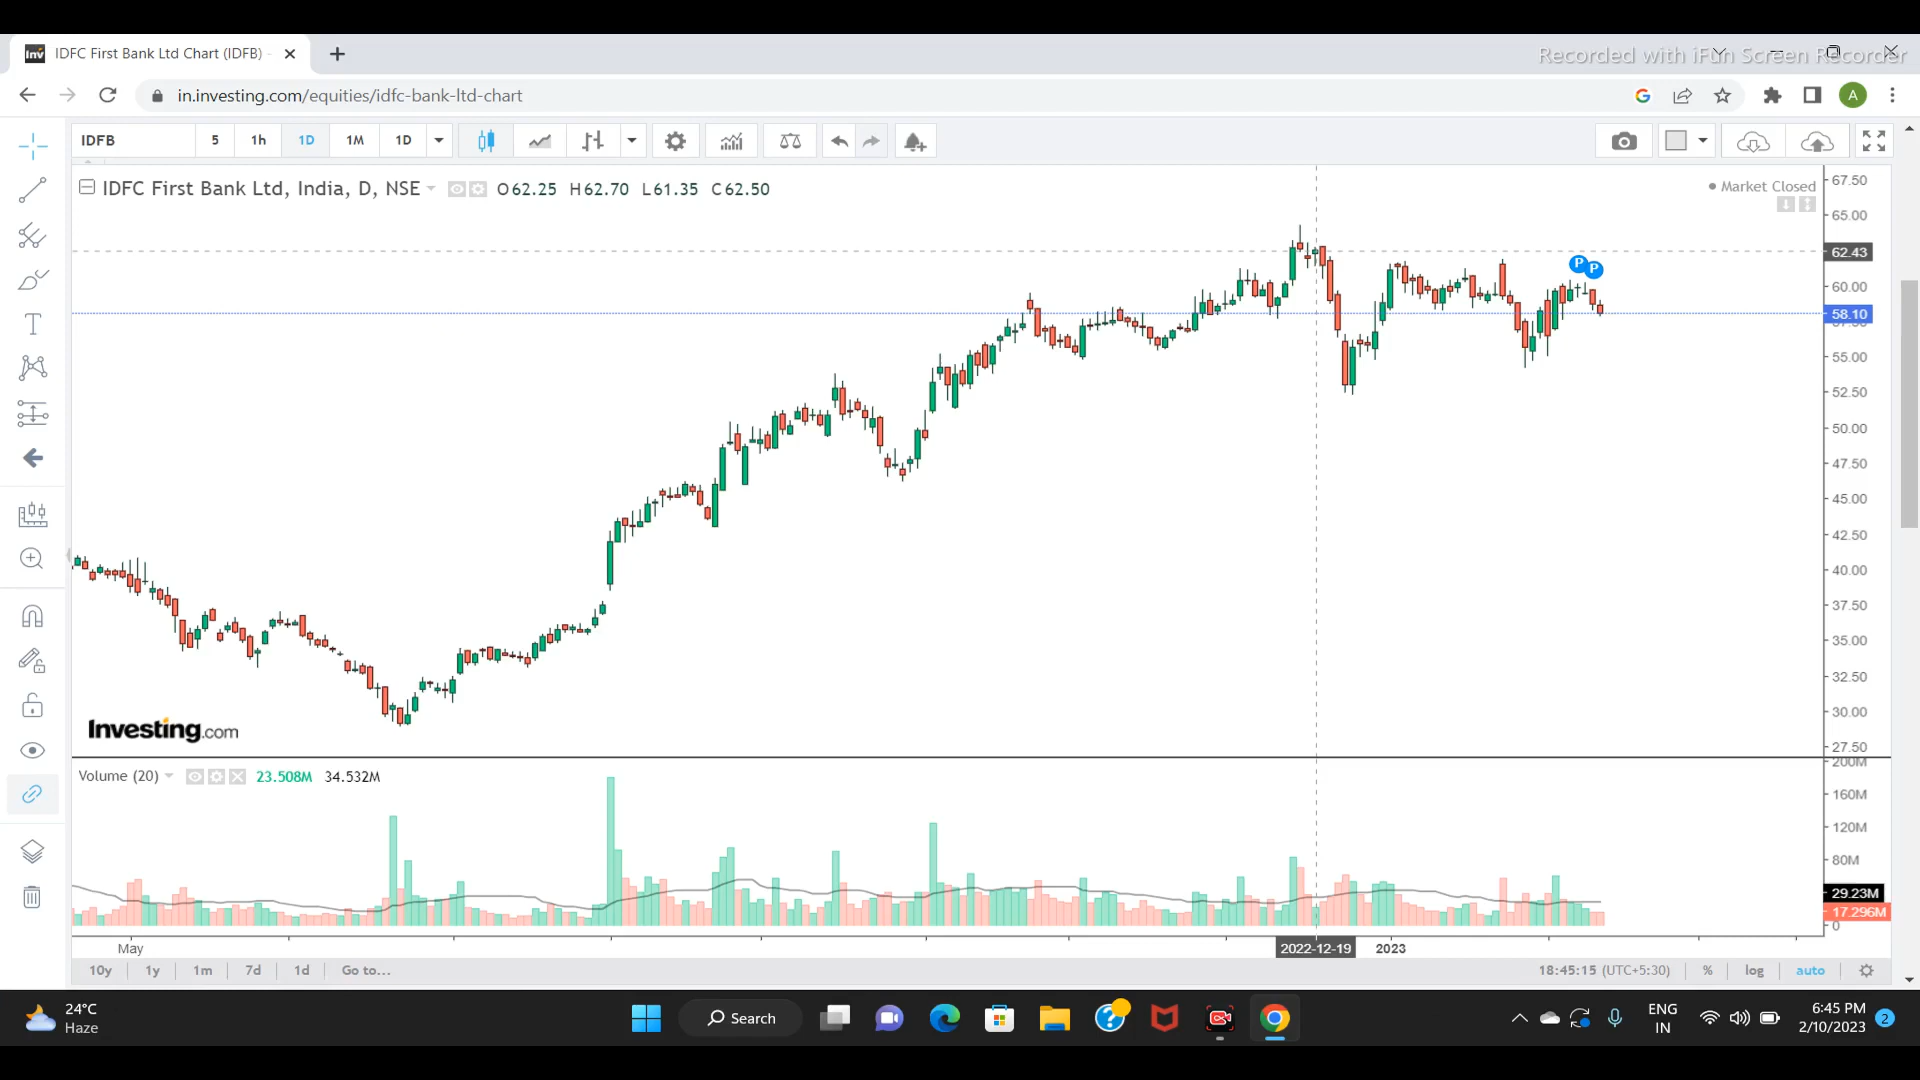 IDFC First Bank Ltd Chart (IDFB)
Recorded with iFun Screen Recorder
in.investing.com/equities/idfc-bank-ltd-chart
A
IDFB 5 1h 1D 1M 1D
IDFC First Bank Ltd, India, D, NSE O62.25 H62.70 L61.35 C62.50
Market Closed
67.50
65.00
62.43
60.00
58.10
55.00
52.50
50.00
47.50
45.00
42.50
40.00
37.50
35.00
32.50
30.00
27.50
P P
Investing.com
Volume (20) 23.508M 34.532M
200M
160M
120M
80M
29.23M
17.296M
0
May 2022-12-19 2023
10y 1y 1m 7d 1d Go to... 18:45:15 (UTC+5:30) % log auto
24°C
Haze
Search
ENG
IN
6:45 PM
2/10/2023
2